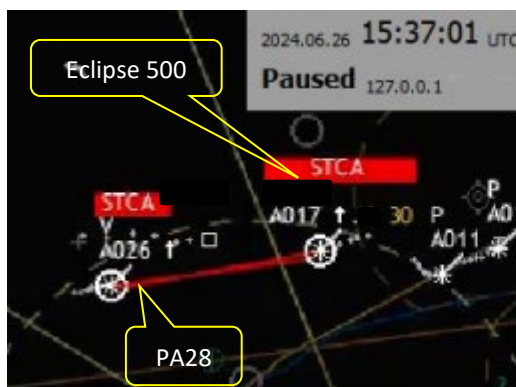 2024.06.26 15:37:01 UTC
Paused 127.0.0.1
Eclipse 500
STCA
STCA
A017 ↑ 30 P
P
A0
V
A026 ↑
A011
PA28